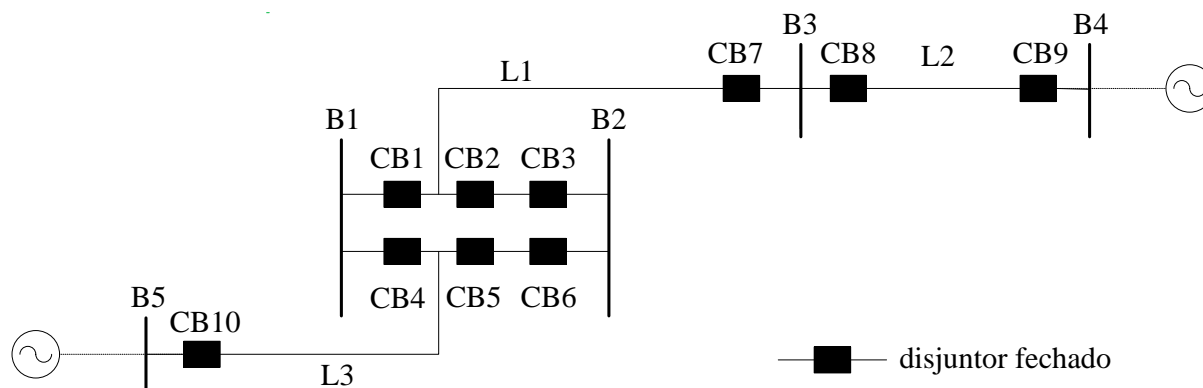 B3
B4
CB7
CB8
L2
CB9
L1
B1
B2
CB1
CB2
CB3
CB4
CB5
CB6
B5
CB10
L3
disjuntor fechado